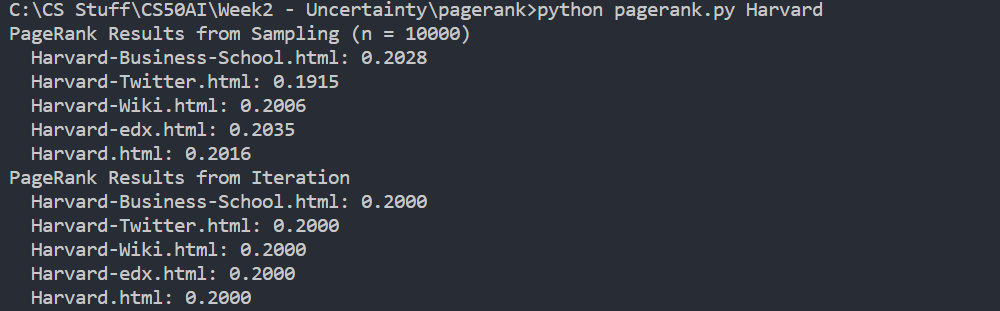 C:\CS Stuff\CS50AI\Week2 - Uncertainty\pagerank>python pagerank.py Harvard
PageRank Results from Sampling (n = 10000)
  Harvard-Business-School.html: 0.2028
  Harvard-Twitter.html: 0.1915
  Harvard-Wiki.html: 0.2006
  Harvard-edx.html: 0.2035
  Harvard.html: 0.2016
PageRank Results from Iteration
  Harvard-Business-School.html: 0.2000
  Harvard-Twitter.html: 0.2000
  Harvard-Wiki.html: 0.2000
  Harvard-edx.html: 0.2000
  Harvard.html: 0.2000